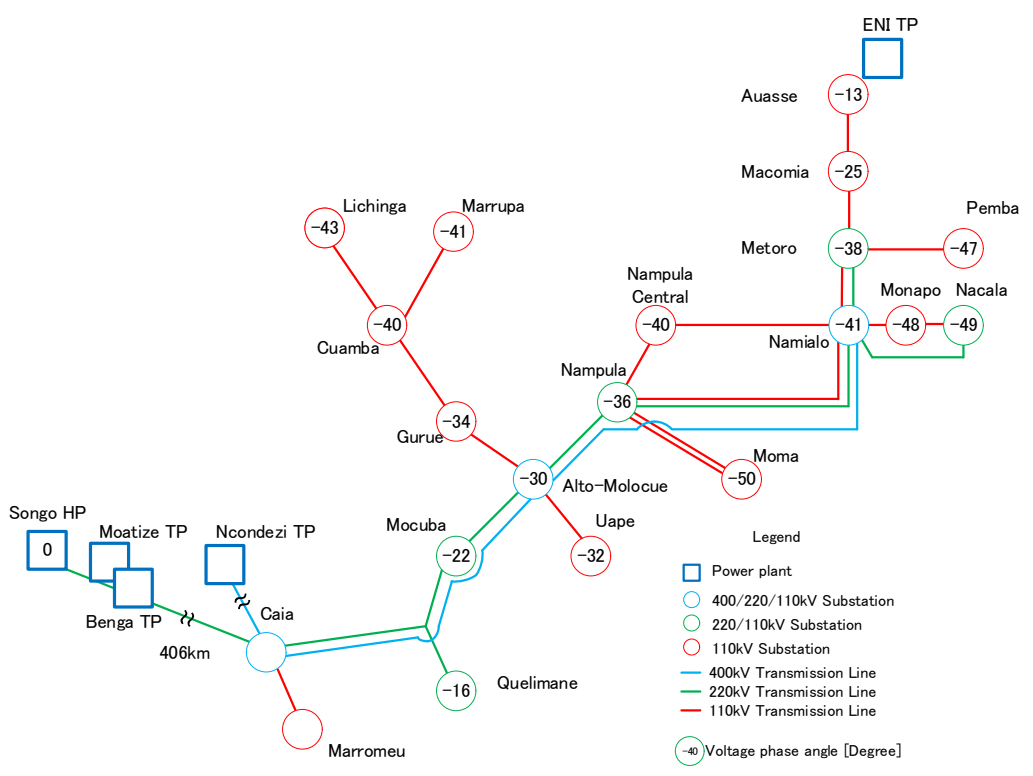 ENI TP
Auasse
-13
Macomia
-25
Pemba
Lichinga
Marrupa
-43
-41
Metoro
-38
-47
Nampula
Central
Monapo
Nacala
-40
-40
-41
-48
-49
Cuamba
Namialo
Nampula
-36
-34
Gurue
Moma
-50
-30
Alto-Molocue
Songo HP
Moatize TP
Ncondezi TP
Mocuba
Uape
0
-22
-32
Benga TP
Caia
406km
-16
Quelimane
Marromeu
Legend
Power plant
400/220/110kV Substation
220/110kV Substation
110kV Substation
400kV Transmission Line
220kV Transmission Line
110kV Transmission Line
-40 Voltage phase angle [Degree]